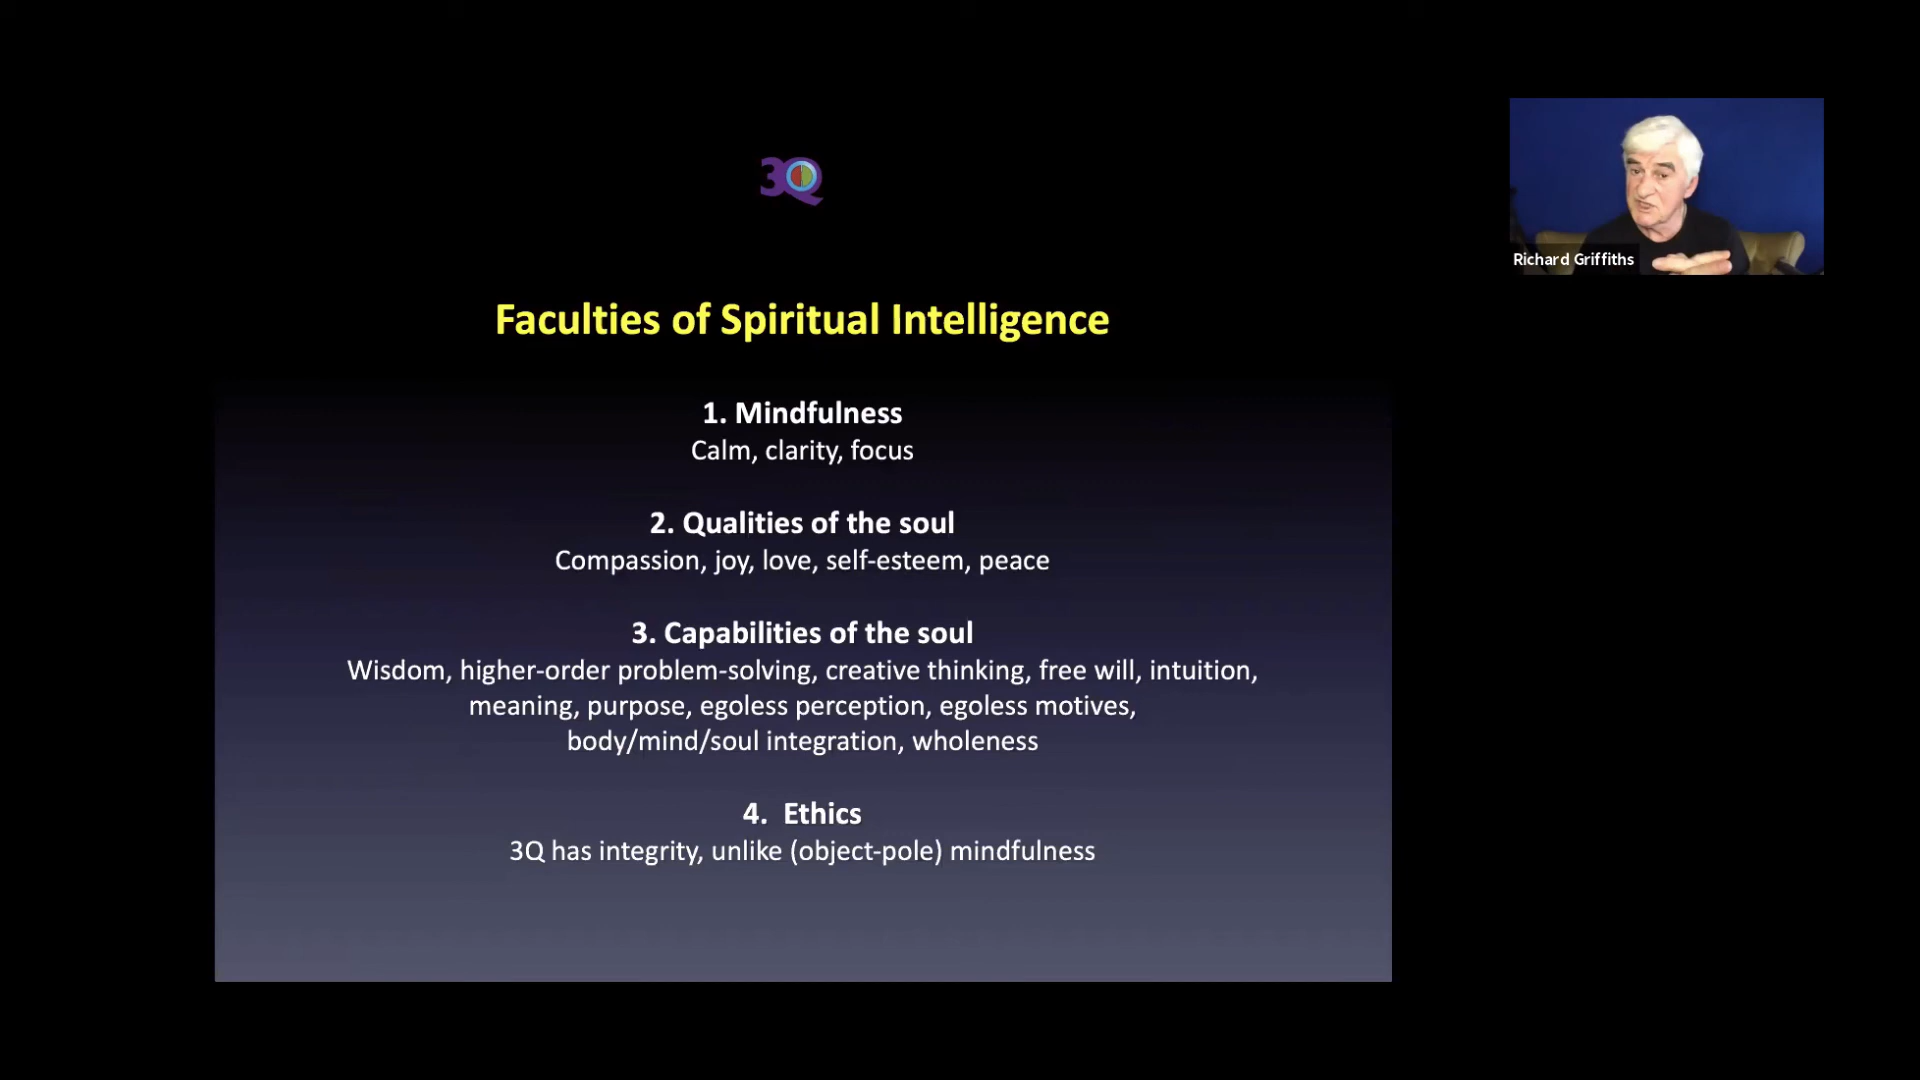 3Q
Richard Griffiths
Faculties of Spiritual Intelligence
1. Mindfulness
Calm, clarity, focus
2. Qualities of the soul
Compassion, joy, love, self-esteem, peace
3. Capabilities of the soul
Wisdom, higher-order problem-solving, creative thinking, free will, intuition,
meaning, purpose, egoless perception, egoless motives,
body/mind/soul integration, wholeness
4. Ethics
3Q has integrity, unlike (object-pole) mindfulness